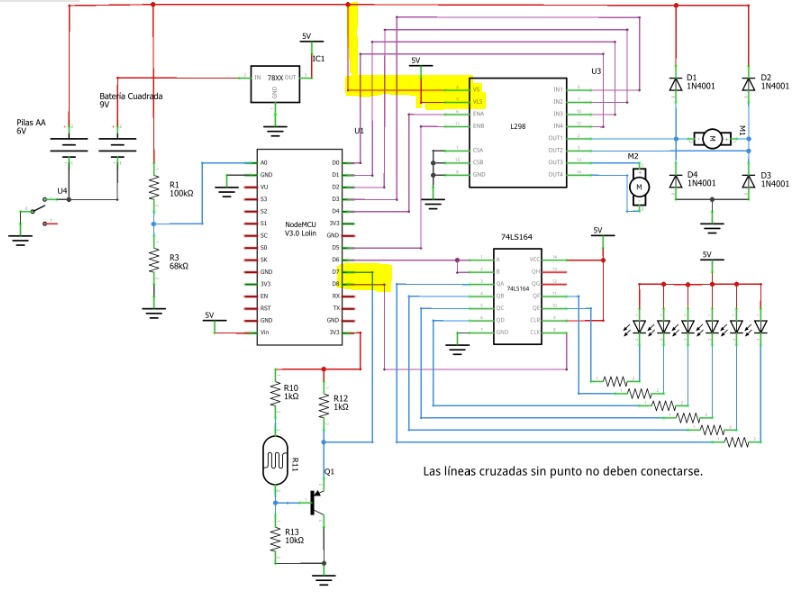 5V
IC1
IN
78XX
OUT
GND
Batería Cuadrada
9V
Pilas AA
6V
U4
R1
100kΩ
R3
68kΩ
5V
U1
NodeMCU
V3.0 Lolin
A0
GND
VU
S3
S2
S1
SC
S0
SK
GND
3V3
EN
RST
GND
Vin
D0
D1
D2
D3
D4
3V3
GND
D5
D6
D7
D8
RX
TX
GND
3V3
5V
U3
L298
VS
VLS
ENA
ENB
CSA
CSB
GND
IN1
IN2
IN3
IN4
OUT1
OUT2
OUT3
OUT4
D1
1N4001
D2
1N4001
M
M1
M2
M
D4
1N4001
D3
1N4001
74LS164
74LS164
A
B
QA
QB
QC
QD
GND
VCC
QH
QG
QF
QE
CLR
CLK
5V
5V
R10
1kΩ
R12
1kΩ
R11
Q1
R13
10kΩ
Las líneas cruzadas sin punto no deben conectarse.